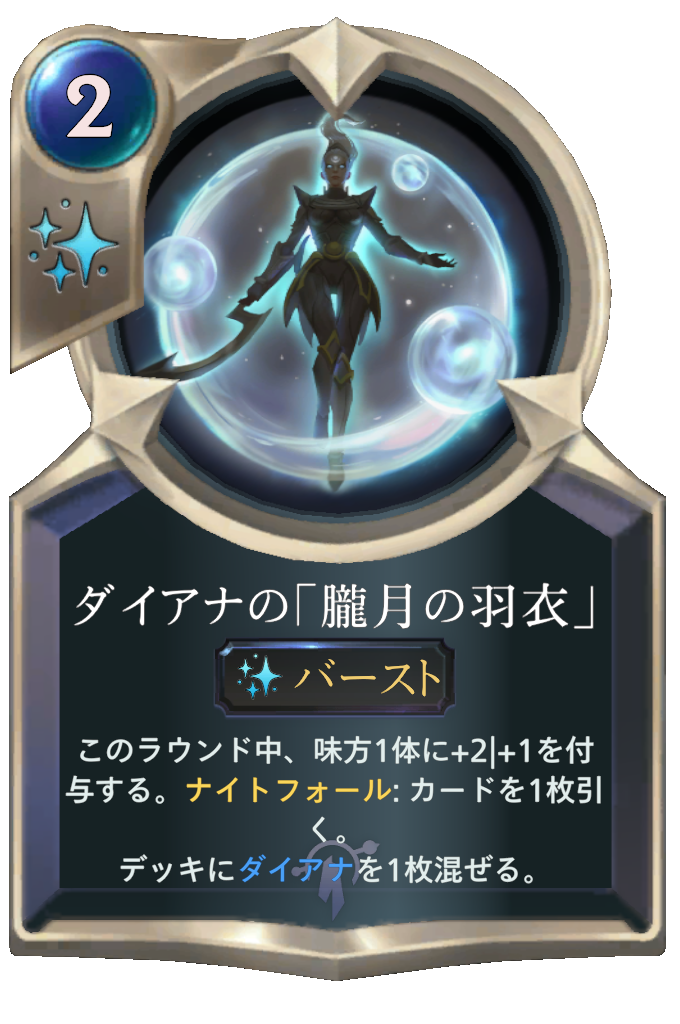 2
ダイアナの「朧月の羽衣」
バースト
このラウンド中、味方1体に+2|+1を付
与する。ナイトフォール: カードを1枚引
く。
デッキにダイアナを1枚混ぜる。